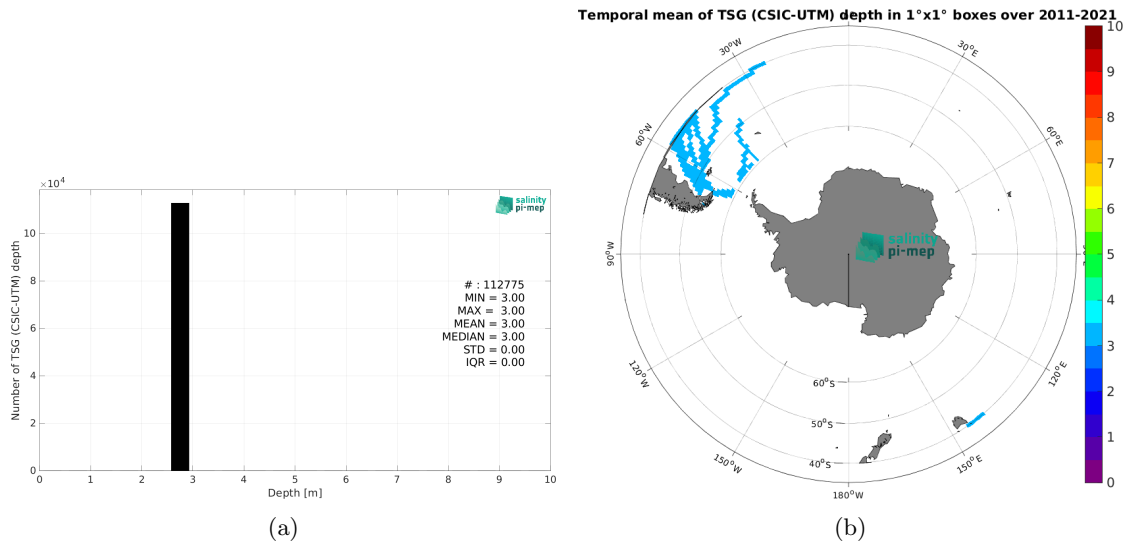 ×10⁴
10
8
6
4
2
0
Number of TSG (CSIC-UTM) depth
salinity
pi-mep
# : 112775
MIN = 3.00
MAX = 3.00
MEAN = 3.00
MEDIAN = 3.00
STD = 0.00
IQR = 0.00
0 1 2 3 4 5 6 7 8 9 10
Depth [m]
(a)
Temporal mean of TSG (CSIC-UTM) depth in 1°x1° boxes over 2011-2021
0°
30°W
30°E
60°W
60°E
90°W
120°W
120°E
150°W
150°E
180°W
60°S
50°S
40°S
salinity
pi-mep
10
9
8
7
6
5
4
3
2
1
0
(b)